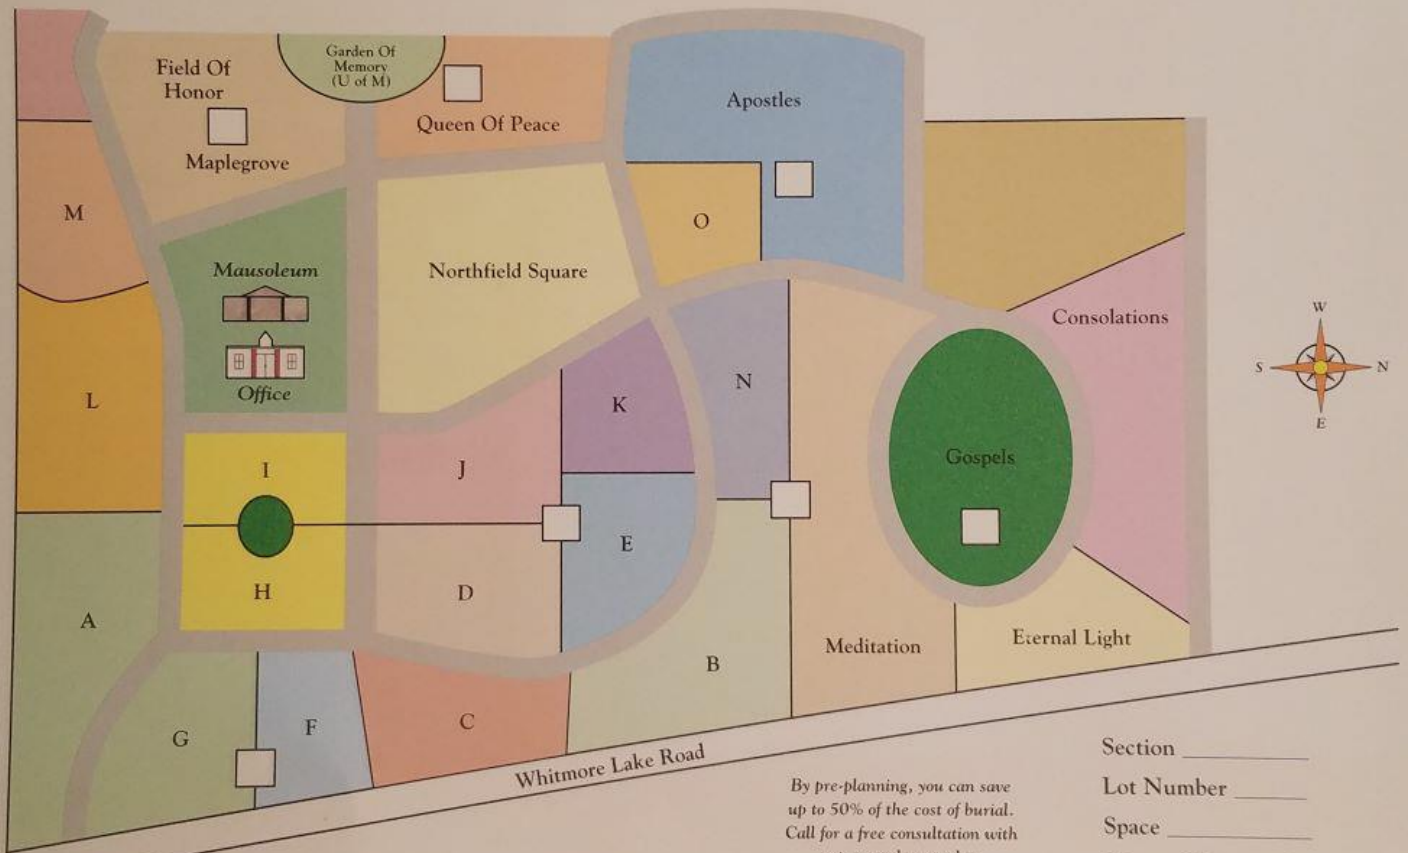 Garden Of
Memory
(U of M)
Field Of
Honor
Maplegrove
Queen Of Peace
Apostles
M
O
Mausoleum
Office
Northfield Square
Consolations
W
S
N
E
L
K
N
I
J
Gospels
H
D
E
A
B
Meditation
Eternal Light
G
F
C
Whitmore Lake Road
By pre-planning, you can save
up to 50% of the cost of burial.
Call for a free consultation with
Section
Lot Number
Space